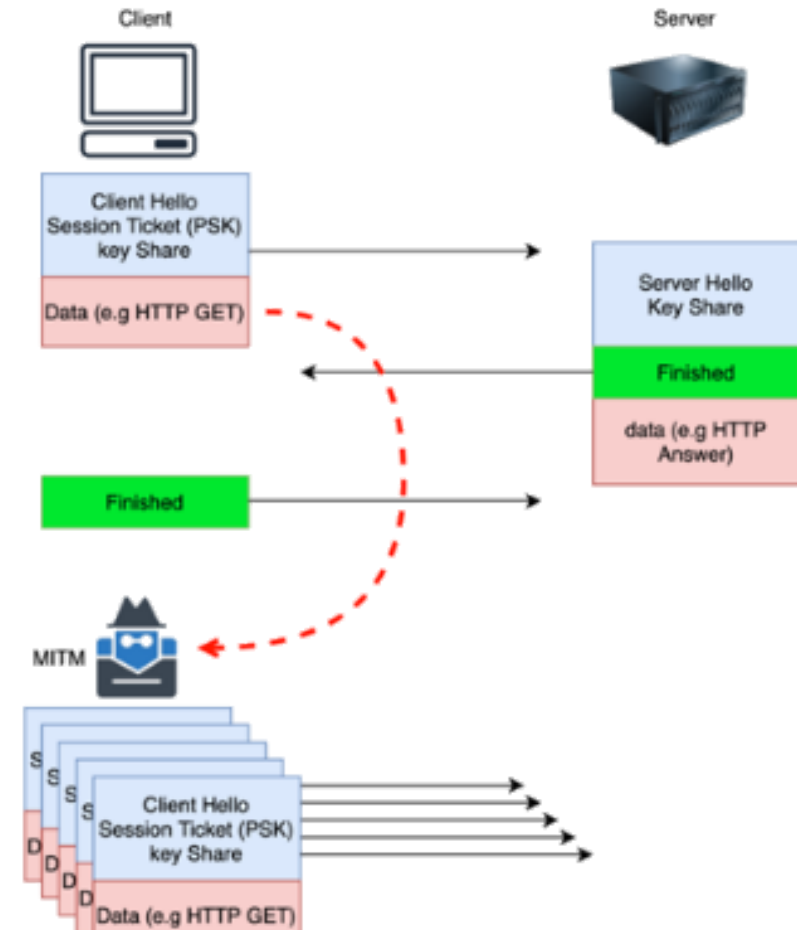 Client
Server
Client Hello
Session Ticket (PSK)
key Share
Data (e.g HTTP GET)
Server Hello
Key Share
Finished
data (e.g HTTP
Answer)
Finished
MITM
S
S
S
S
D
D
D
D
Client Hello
Session Ticket (PSK)
key Share
Data (e.g HTTP GET)